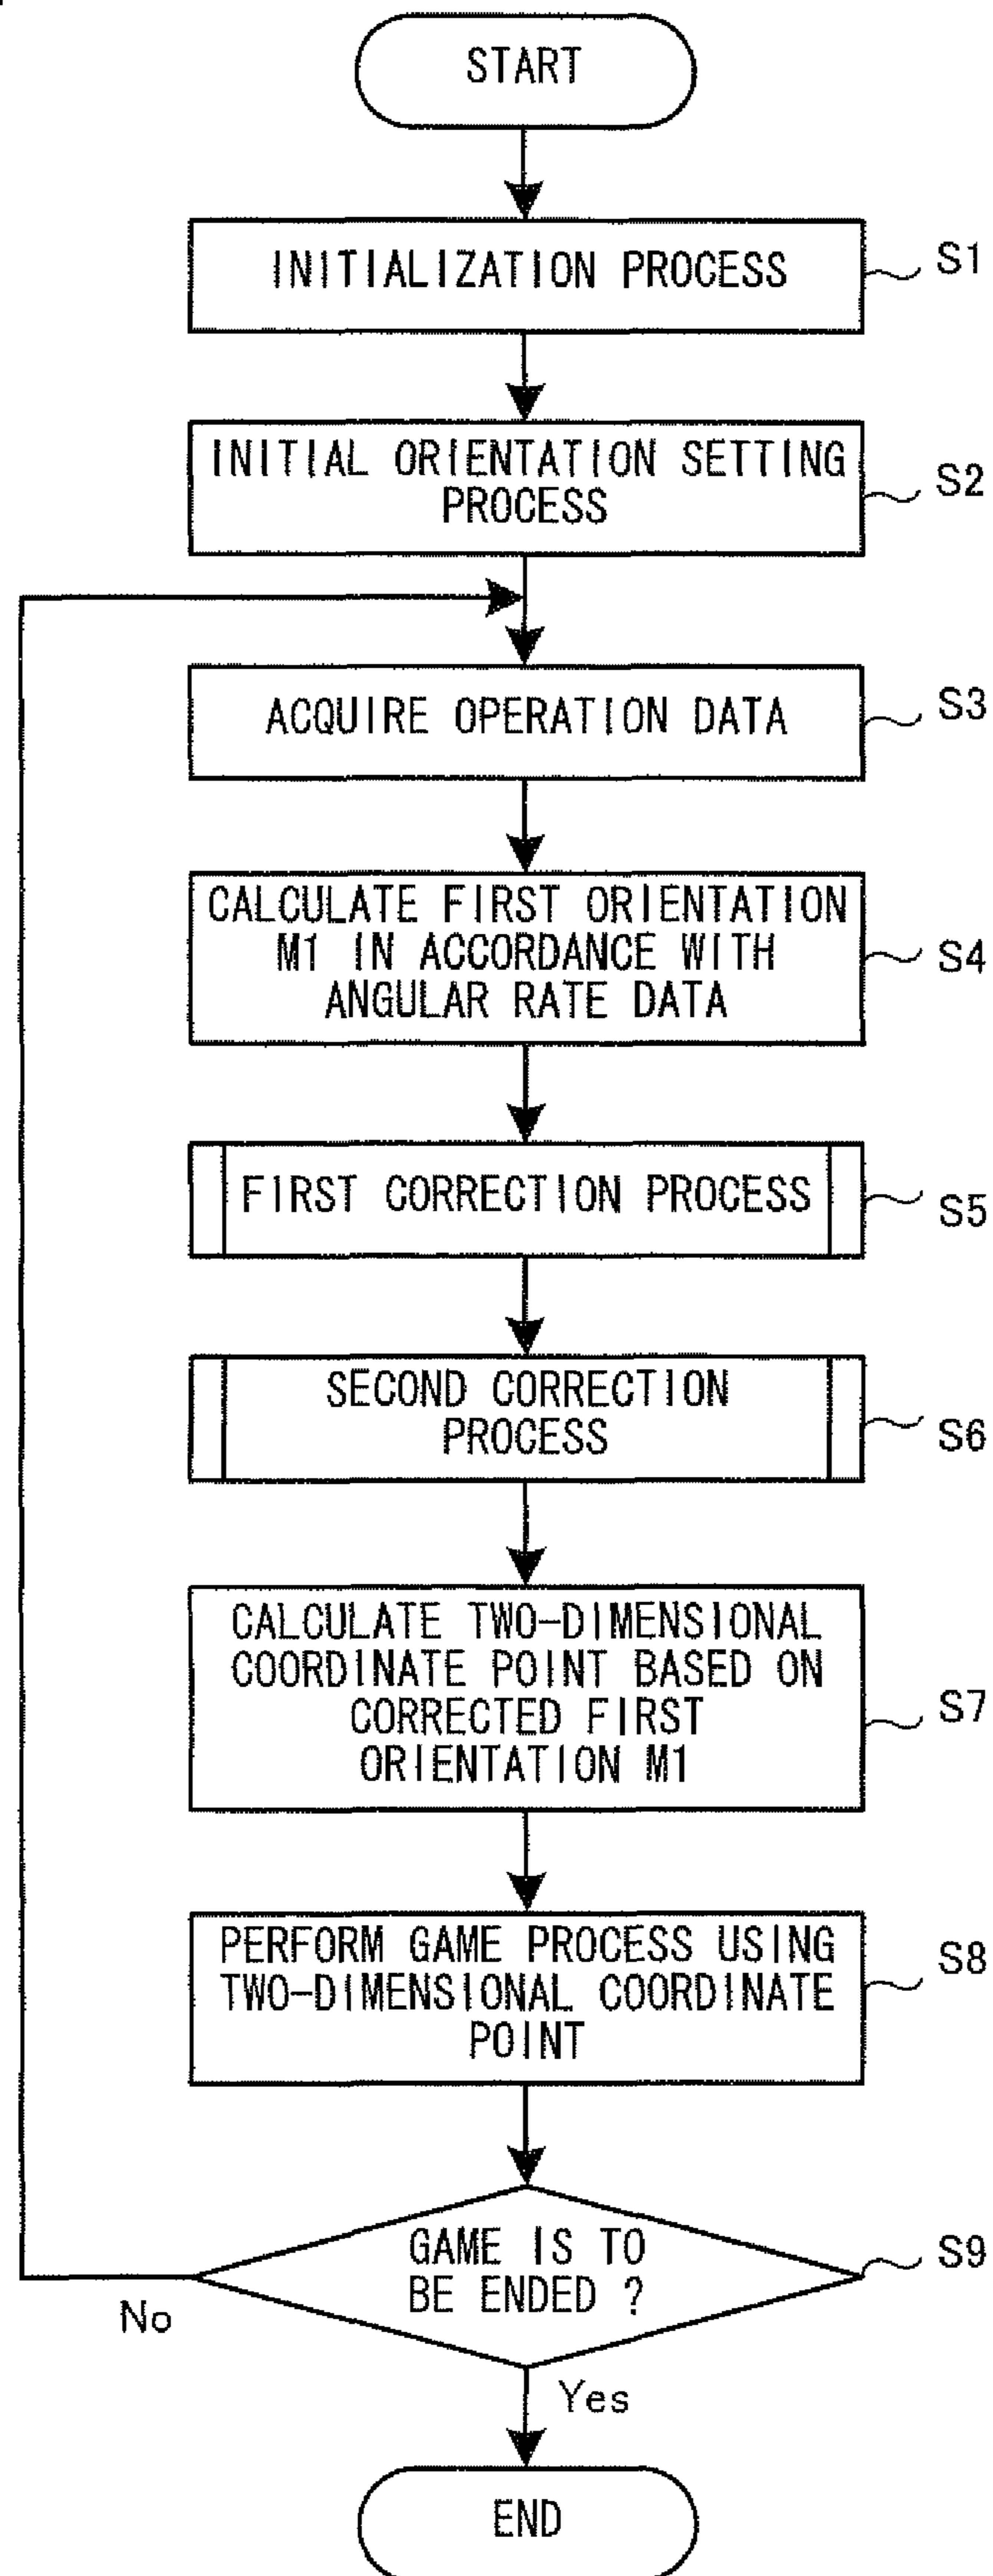 START
INITIALIZATION PROCESS
S1
INITIAL ORIENTATION SETTING
PROCESS
S2
ACQUIRE OPERATION DATA
S3
CALCULATE FIRST ORIENTATION
M1 IN ACCORDANCE WITH
ANGULAR RATE DATA
S4
FIRST CORRECTION PROCESS
S5
SECOND CORRECTION
PROCESS
S6
CALCULATE TWO-DIMENSIONAL
COORDINATE POINT BASED ON
CORRECTED FIRST
ORIENTATION M1
S7
PERFORM GAME PROCESS USING
TWO-DIMENSIONAL COORDINATE
POINT
S8
GAME IS TO
BE ENDED ?
S9
No
Yes
END